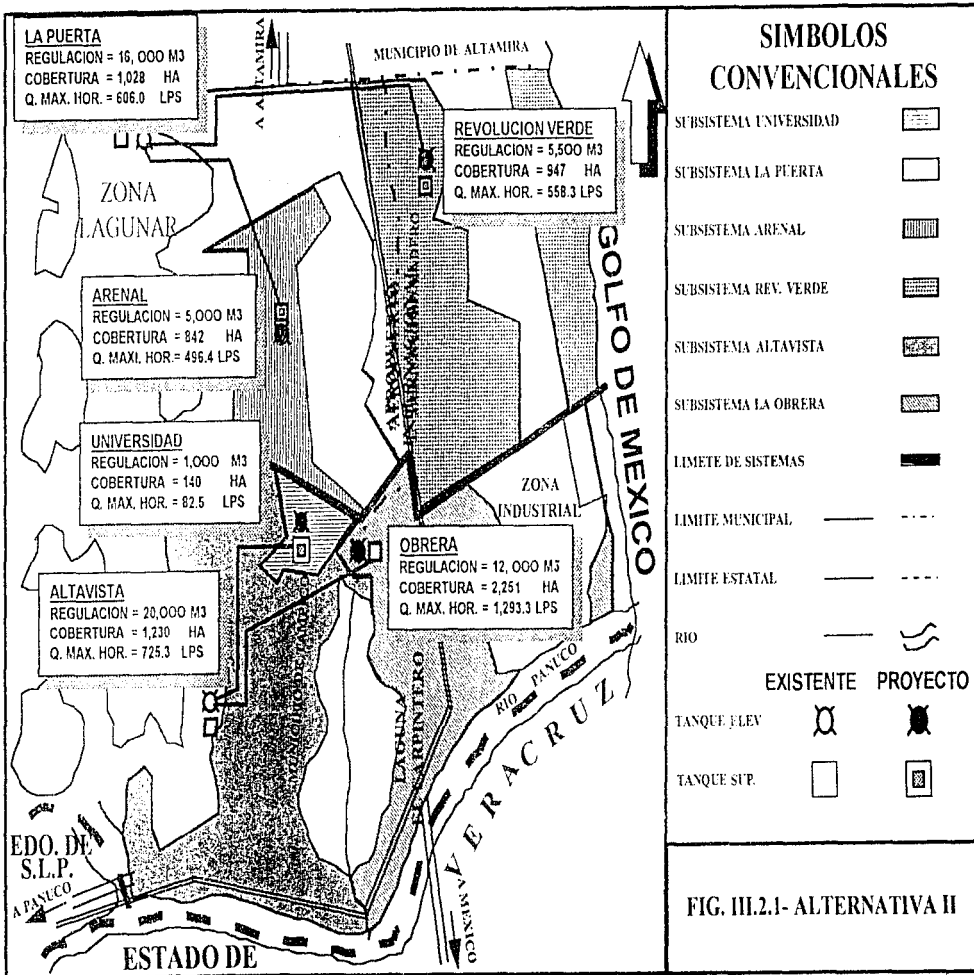 LA PUERTA
REGULACION = 16,000 M3
COBERTURA = 1,028 HA
Q. MAX. HOR. = 606.0 LPS
A ALTAMIRA
MUNICIPIO DE ALTAMIRA
REVOLUCION VERDE
REGULACION = 5,500 M3
COBERTURA = 947 HA
Q. MAX. HOR. = 558.3 LPS
ZONA
LAGUNAR
ARENAL
REGULACION = 5,000 M3
COBERTURA = 842 HA
Q. MAXI. HOR. = 496.4 LPS
AEROPUERTO
GOLFO DE MEXICO
UNIVERSIDAD
REGULACION = 1,000 M3
COBERTURA = 140 HA
Q. MAX. HOR. = 82.5 LPS
ZONA
INDUSTRIAL
OBRERA
REGULACION = 12,000 M3
COBERTURA = 2,251 HA
Q. MAX. HOR. = 1,293.3 LPS
ALTAVISTA
REGULACION = 20,000 M3
COBERTURA = 1,230 HA
Q. MAX. HOR. = 725.3 LPS
MUNICIPIO DE TAMPICO
LAGUNA
EL CARPINTERO
RIO PANUCO
VERACRUZ
EDO. DE
S.L.P.
A PANUCO
A MEXICO
ESTADO DE
SIMBOLOS
CONVENCIONALES
SUBSISTEMA UNIVERSIDAD
SUBSISTEMA LA PUERTA
SUBSISTEMA ARENAL
SUBSISTEMA REV. VERDE
SUBSISTEMA ALTAVISTA
SUBSISTEMA LA OBRERA
LIMETE DE SISTEMAS
LIMITE MUNICIPAL
LIMITE ESTATAL
RIO
EXISTENTE PROYECTO
TANQUE ELEV
TANQUE SUP.
FIG. III.2.1- ALTERNATIVA II